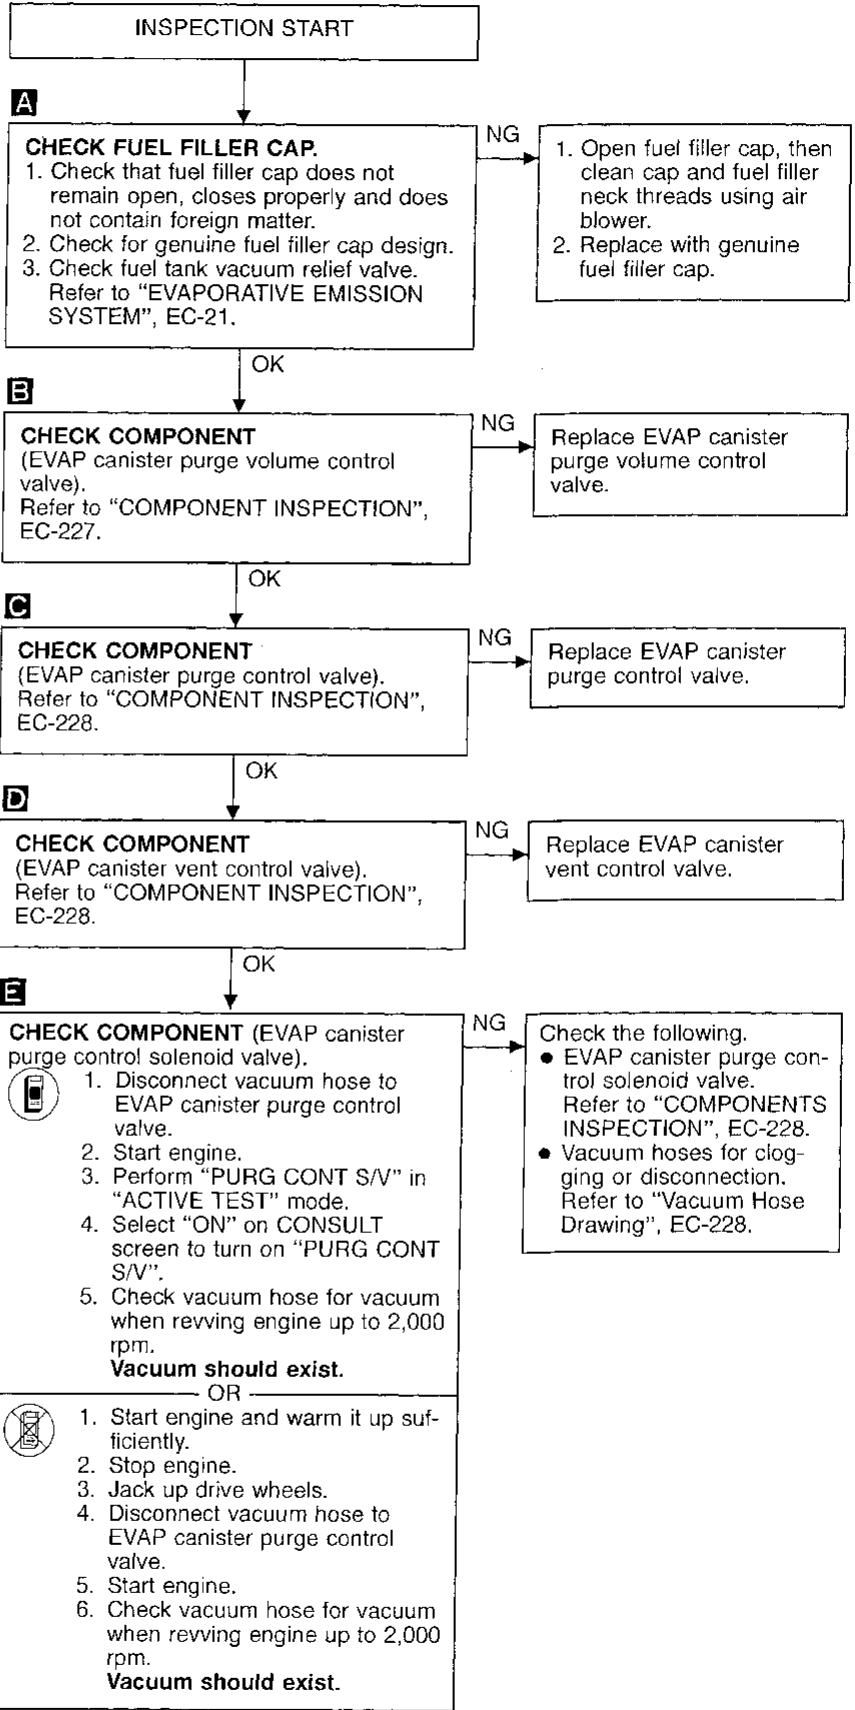 INSPECTION START
A
CHECK FUEL FILLER CAP.
1. Check that fuel filler cap does not
remain open, closes properly and does
not contain foreign matter.
2. Check for genuine fuel filler cap design.
3. Check fuel tank vacuum relief valve.
Refer to “EVAPORATIVE EMISSION
SYSTEM”, EC-21.
NG
1. Open fuel filler cap, then
clean cap and fuel filler
neck threads using air
blower.
2. Replace with genuine
fuel filler cap.
OK
B
CHECK COMPONENT
(EVAP canister purge volume control
valve).
Refer to “COMPONENT INSPECTION”,
EC-227.
NG
Replace EVAP canister
purge volume control
valve.
OK
C
CHECK COMPONENT
(EVAP canister purge control valve).
Refer to “COMPONENT INSPECTION”,
EC-228.
NG
Replace EVAP canister
purge control valve.
OK
D
CHECK COMPONENT
(EVAP canister vent control valve).
Refer to “COMPONENT INSPECTION”,
EC-228.
NG
Replace EVAP canister
vent control valve.
OK
E
CHECK COMPONENT (EVAP canister
purge control solenoid valve).
1. Disconnect vacuum hose to
EVAP canister purge control
valve.
2. Start engine.
3. Perform “PURG CONT S/V” in
“ACTIVE TEST” mode.
4. Select “ON” on CONSULT
screen to turn on “PURG CONT
S/V”.
5. Check vacuum hose for vacuum
when revving engine up to 2,000
rpm.
Vacuum should exist.
OR
1. Start engine and warm it up suf-
ficiently.
2. Stop engine.
3. Jack up drive wheels.
4. Disconnect vacuum hose to
EVAP canister purge control
valve.
5. Start engine.
6. Check vacuum hose for vacuum
when revving engine up to 2,000
rpm.
Vacuum should exist.
NG
Check the following.
● EVAP canister purge con-
trol solenoid valve.
Refer to “COMPONENTS
INSPECTION”, EC-228.
● Vacuum hoses for clog-
ging or disconnection.
Refer to “Vacuum Hose
Drawing”, EC-228.